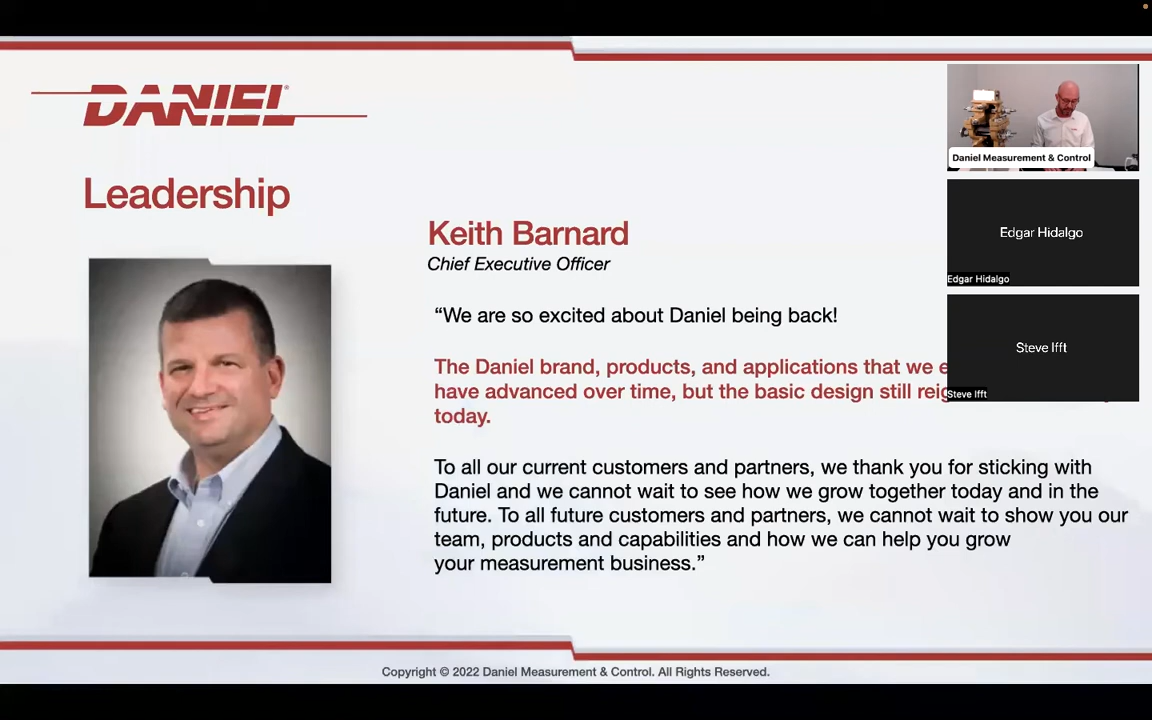 DANIEL®
Leadership
Keith Barnard
Chief Executive Officer
“We are so excited about Daniel being back!
The Daniel brand, products, and applications that we
have advanced over time, but the basic design still
today.
To all our current customers and partners, we thank you for sticking with
Daniel and we cannot wait to see how we grow together today and in the
future. To all future customers and partners, we cannot wait to show you our
team, products and capabilities and how we can help you grow
your measurement business.”
Daniel Measurement & Control
Edgar Hidalgo
Edgar Hidalgo
Steve Ifft
Steve Ifft
Copyright © 2022 Daniel Measurement & Control. All Rights Reserved.